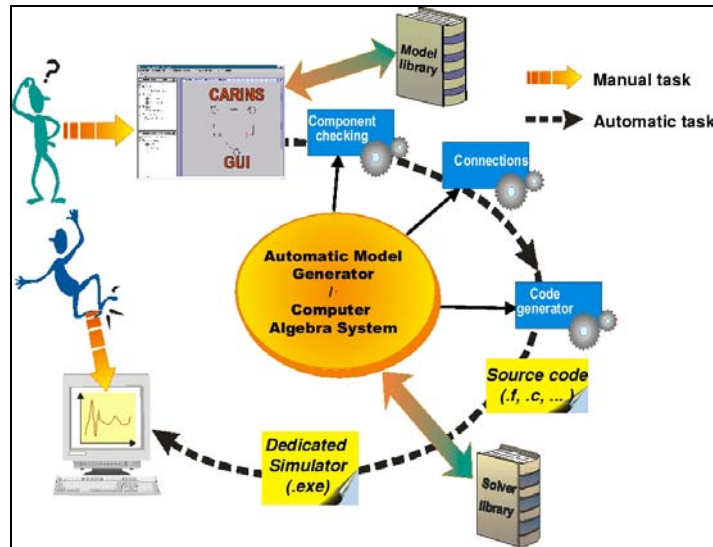 ?
Model
library
Manual task
CARINS
GUI
Automatic task
Component
checking
Connections
Automatic Model
Generator
/
Computer
Algebra System
Code
generator
Source code
(.f, .c, ... )
Dedicated
Simulator
(.exe)
Solver
library